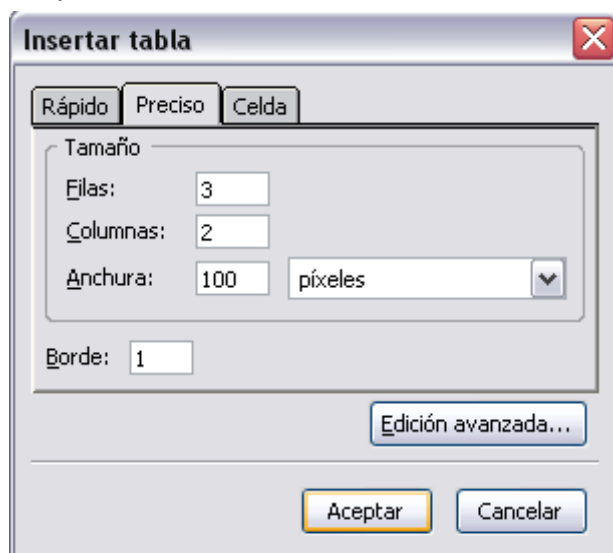 Insertar tabla
Rápido Preciso Celda
Tamaño
Filas: 3
Columnas: 2
Anchura: 100 píxeles
Borde: 1
Edición avanzada...
Aceptar Cancelar